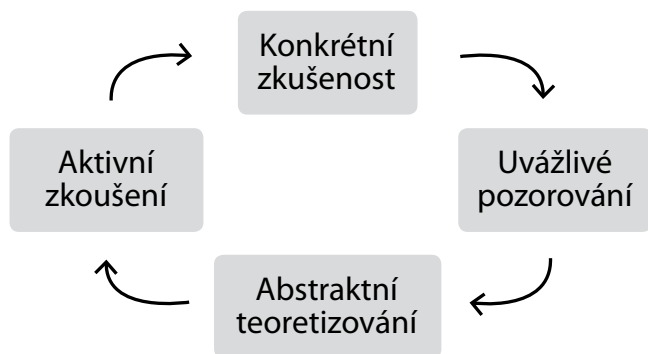 Konkrétní
zkušenost
Aktivní
zkoušení
Uvážlivé
pozorování
Abstraktní
teoretizování